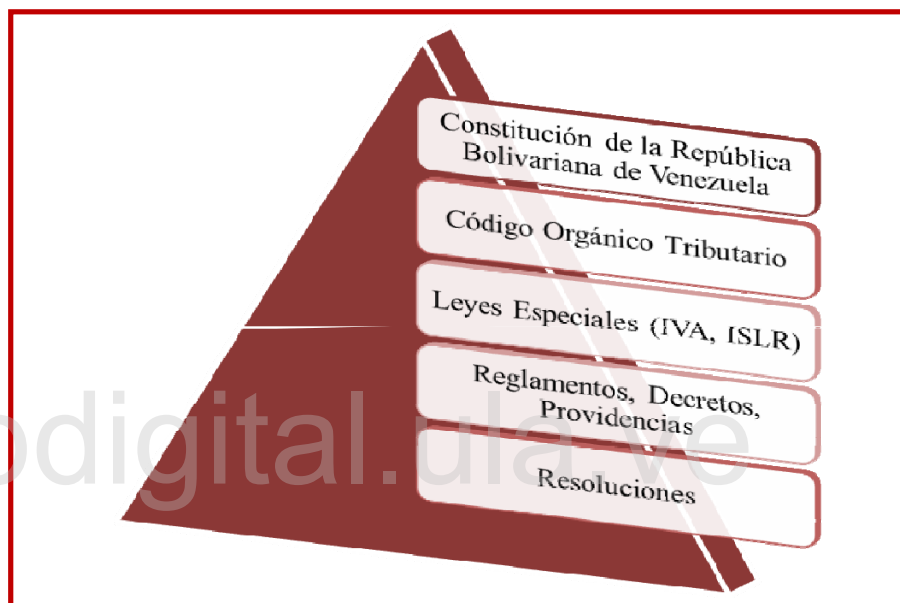 Constitución de la República
Bolivariana de Venezuela
Código Orgánico Tributario
Leyes Especiales (IVA, ISLR)
Reglamentos, Decretos,
Providencias
Resoluciones
odigital.ula.ve